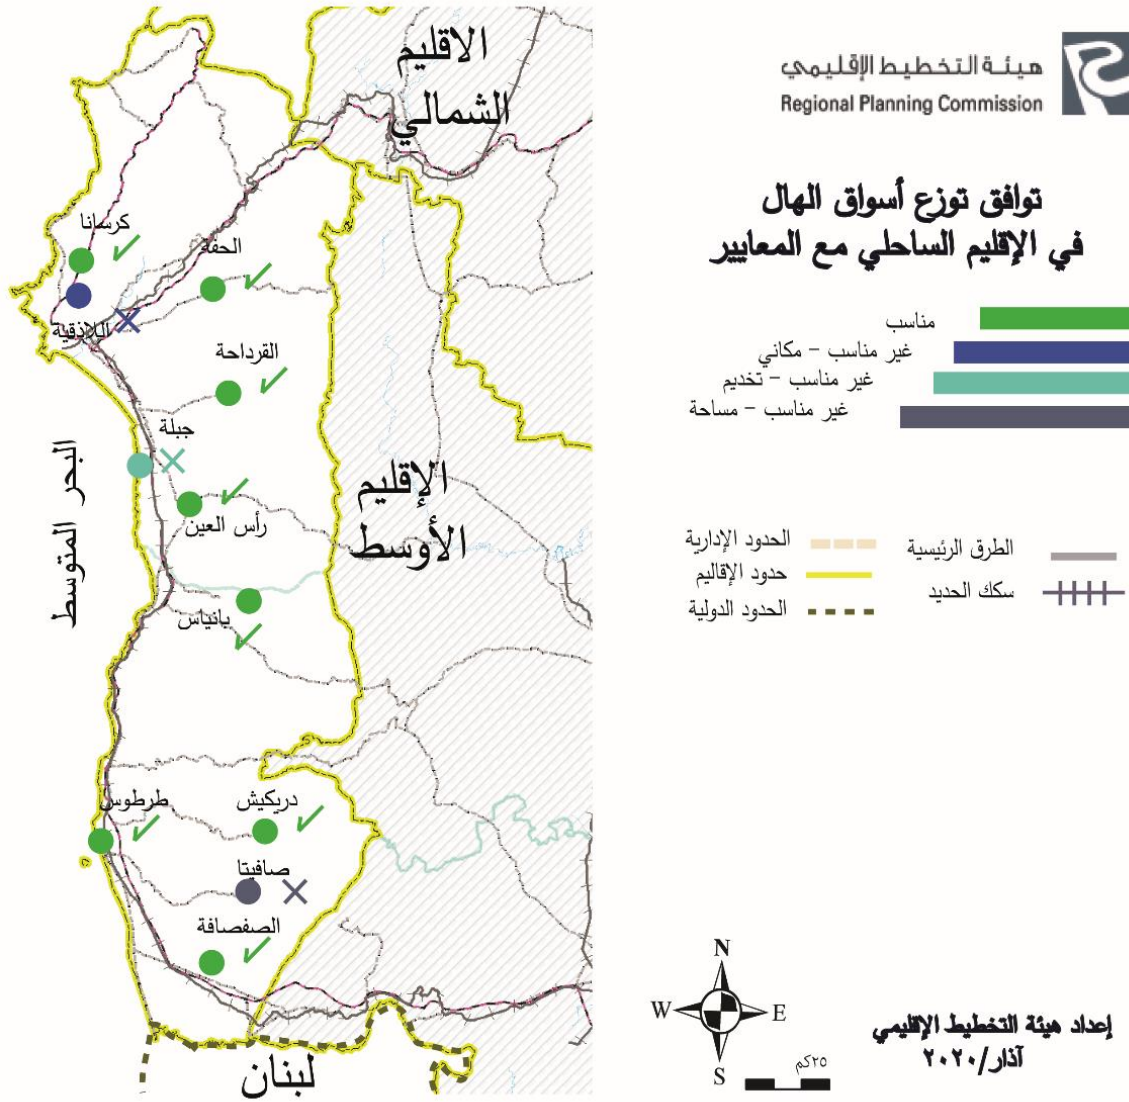 هيئة التخطيط الإقليمي
Regional Planning Commission
توافق توزع أسواق الهال
في الإقليم الساحلي مع المعايير
مناسب
غير مناسب - مكاني
غير مناسب - تخديم
غير مناسب - مساحة
الطرق الرئيسية
سكك الحديد
الحدود الإدارية
حدود الإقاليم
الحدود الدولية
الاقليم
الشمالي
كرسانا
الحفة
اللاذقية
القرداحة
جبلة
البحر المتوسط
الإقليم
الأوسط
رأس العين
بانياس
طرطوس
دريكيش
صافيتا
الصفصافة
لبنان
N
W
E
S
٢٥كم
إعداد هيئة التخطيط الإقليمي
آذار/٢٠٢٠